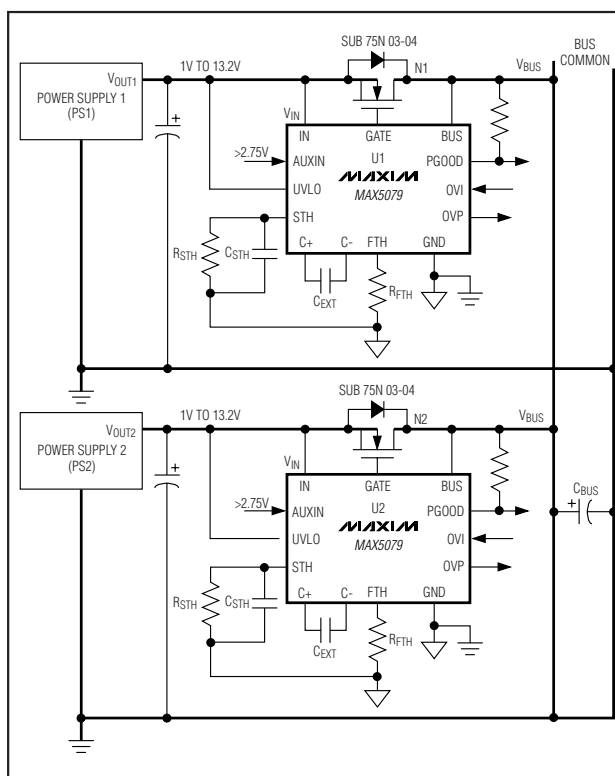 SUB 75N 03-04
BUS
COMMON
VOUT1
1V TO 13.2V
N1
VBUS
POWER SUPPLY 1
(PS1)
+
VIN
IN
GATE
BUS
>2.75V
AUXIN
U1
PGOOD
MAXIM
UVLO
MAX5079
OVI
STH
OVP
RSTH
CSTH
C+
C-
FTH
GND
CEXT
RFTH
SUB 75N 03-04
VOUT2
1V TO 13.2V
N2
VBUS
POWER SUPPLY 2
(PS2)
+
VIN
IN
GATE
BUS
CBUS
+
>2.75V
AUXIN
U2
PGOOD
MAXIM
UVLO
MAX5079
OVI
STH
OVP
RSTH
CSTH
C+
C-
FTH
GND
CEXT
RFTH